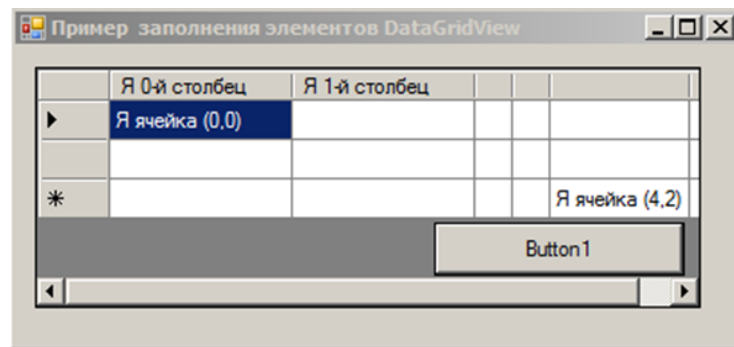 Пример заполнения элементов DataGridView
Я 0-й столбец Я 1-й столбец
Я ячейка (0,0)
Я ячейка (4,2)
Button1